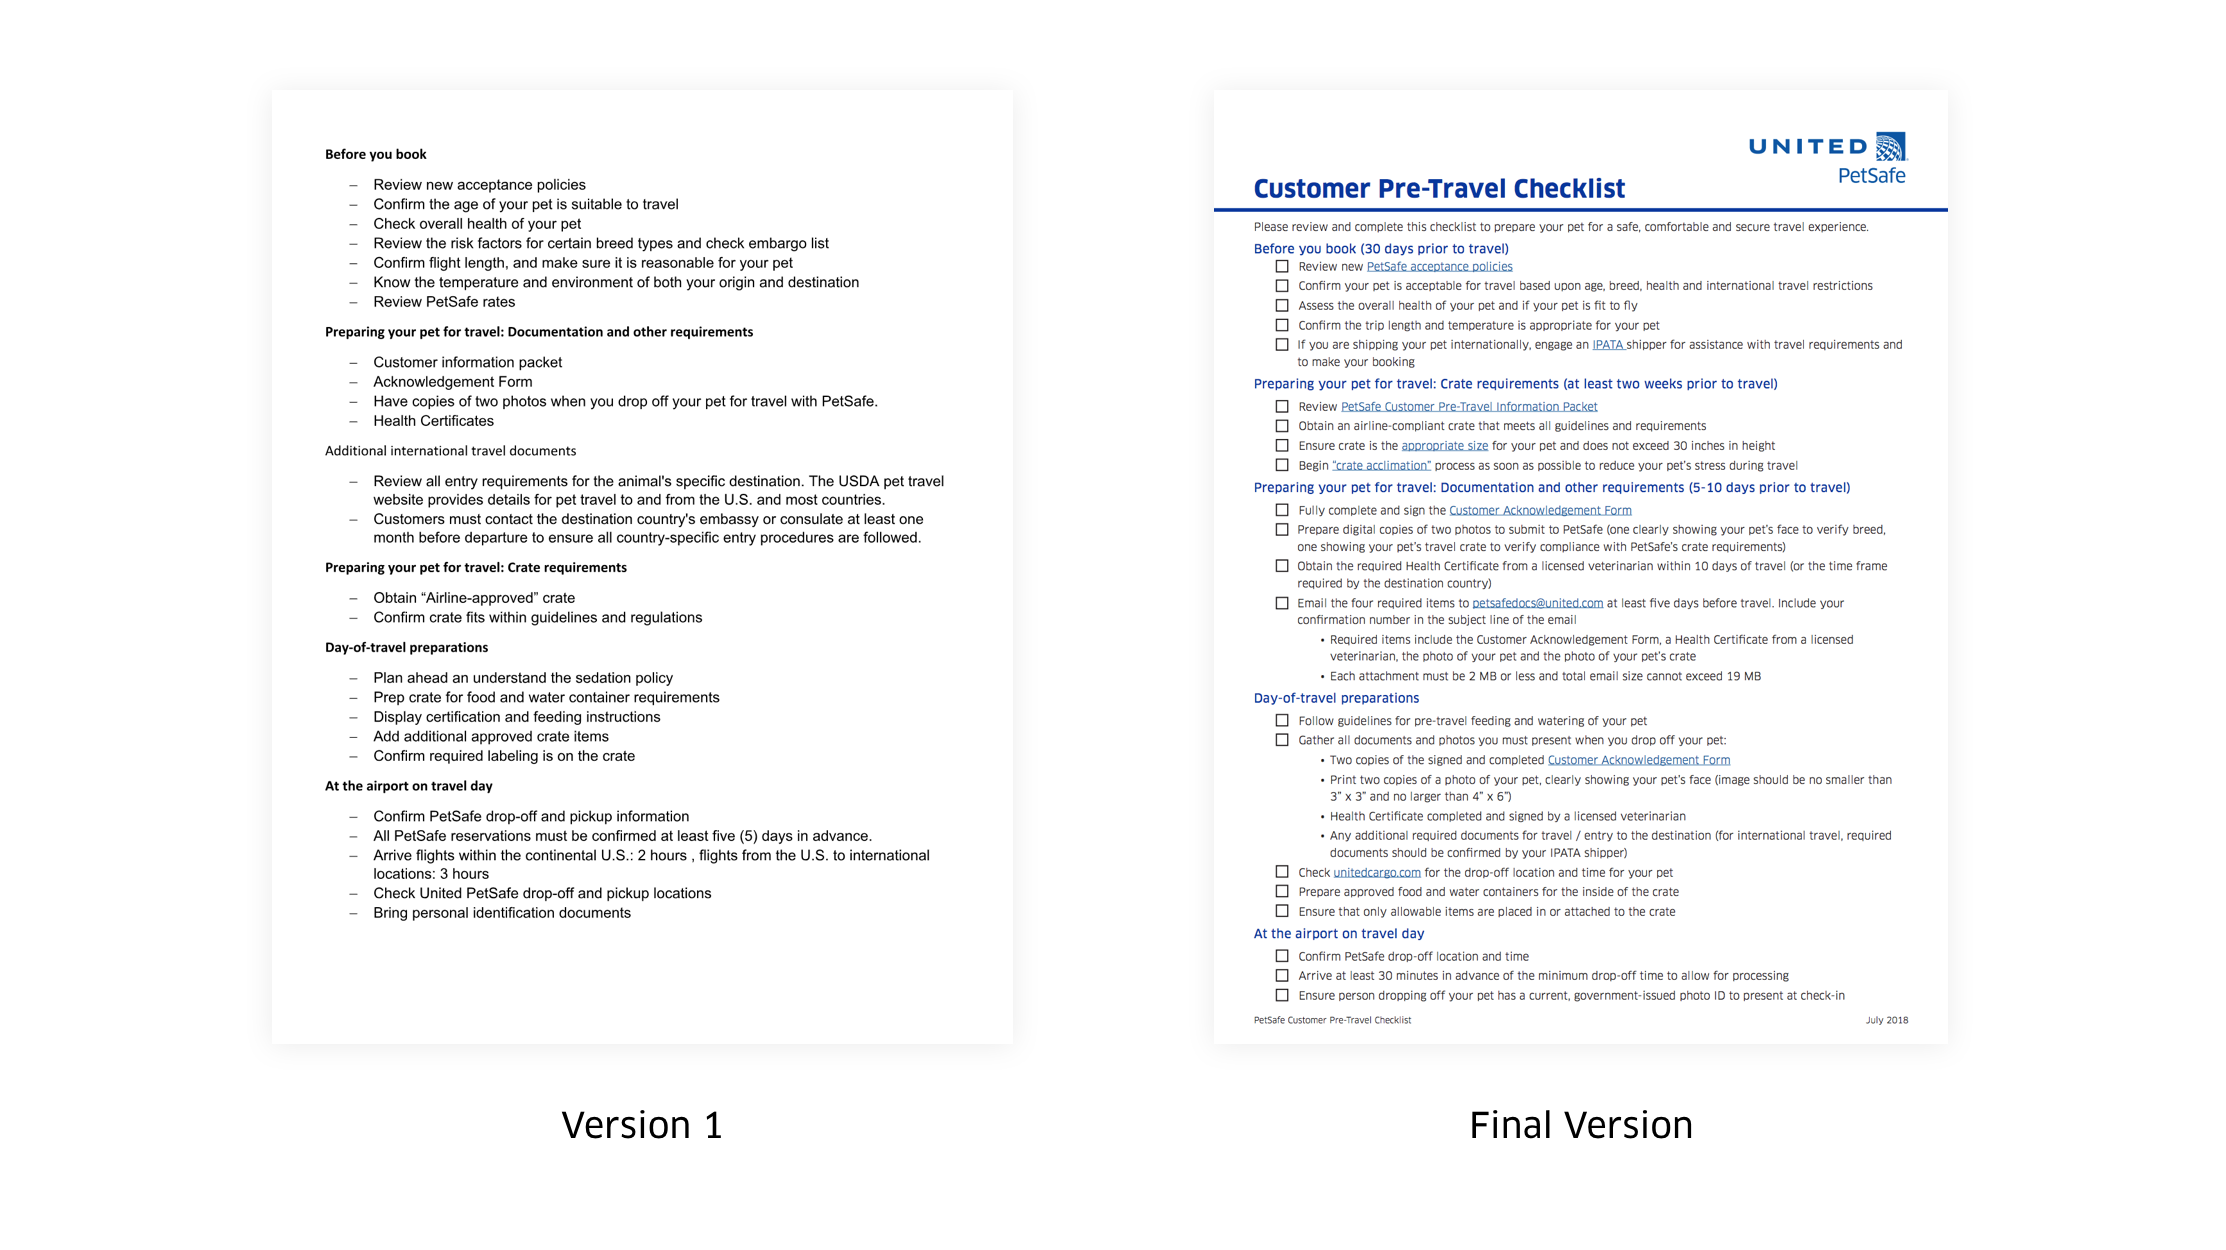 Before you book
– Review new acceptance policies
– Confirm the age of your pet is suitable to travel
– Check overall health of your pet
– Review the risk factors for certain breed types and check embargo list
– Confirm flight length, and make sure it is reasonable for your pet
– Know the temperature and environment of both your origin and destination
– Review PetSafe rates
Preparing your pet for travel: Documentation and other requirements
– Customer information packet
– Acknowledgement Form
– Have copies of two photos when you drop off your pet for travel with PetSafe.
– Health Certificates
Additional international travel documents
– Review all entry requirements for the animal's specific destination. The USDA pet travel
website provides details for pet travel to and from the U.S. and most countries.
– Customers must contact the destination country's embassy or consulate at least one
month before departure to ensure all country-specific entry procedures are followed.
Preparing your pet for travel: Crate requirements
– Obtain “Airline-approved” crate
– Confirm crate fits within guidelines and regulations
Day-of-travel preparations
– Plan ahead an understand the sedation policy
– Prep crate for food and water container requirements
– Display certification and feeding instructions
– Add additional approved crate items
– Confirm required labeling is on the crate
At the airport on travel day
– Confirm PetSafe drop-off and pickup information
– All PetSafe reservations must be confirmed at least five (5) days in advance.
– Arrive flights within the continental U.S.: 2 hours , flights from the U.S. to international
locations: 3 hours
– Check United PetSafe drop-off and pickup locations
– Bring personal identification documents
Version 1
UNITED
PetSafe
Customer Pre-Travel Checklist
Please review and complete this checklist to prepare your pet for a safe, comfortable and secure travel experience.
Before you book (30 days prior to travel)
Review new PetSafe acceptance policies
Confirm your pet is acceptable for travel based upon age, breed, health and international travel restrictions
Assess the overall health of your pet and if your pet is fit to fly
Confirm the trip length and temperature is appropriate for your pet
If you are shipping your pet internationally, engage an IPATA shipper for assistance with travel requirements and
to make your booking
Preparing your pet for travel: Crate requirements (at least two weeks prior to travel)
Review PetSafe Customer Pre-Travel Information Packet
Obtain an airline-compliant crate that meets all guidelines and requirements
Ensure crate is the appropriate size for your pet and does not exceed 30 inches in height
Begin “crate acclimation” process as soon as possible to reduce your pet's stress during travel
Preparing your pet for travel: Documentation and other requirements (5-10 days prior to travel)
Fully complete and sign the Customer Acknowledgement Form
Prepare digital copies of two photos to submit to PetSafe (one clearly showing your pet's face to verify breed,
one showing your pet's travel crate to verify compliance with PetSafe's crate requirements)
Obtain the required Health Certificate from a licensed veterinarian within 10 days of travel (or the time frame
required by the destination country)
Email the four required items to petsafedocs@united.com at least five days before travel. Include your
confirmation number in the subject line of the email
• Required items include the Customer Acknowledgement Form, a Health Certificate from a licensed
veterinarian, the photo of your pet and the photo of your pet's crate
• Each attachment must be 2 MB or less and total email size cannot exceed 19 MB
Day-of-travel preparations
Follow guidelines for pre-travel feeding and watering of your pet
Gather all documents and photos you must present when you drop off your pet:
• Two copies of the signed and completed Customer Acknowledgement Form
• Print two copies of a photo of your pet, clearly showing your pet's face (image should be no smaller than
3” x 3” and no larger than 4” x 6”)
• Health Certificate completed and signed by a licensed veterinarian
• Any additional required documents for travel / entry to the destination (for international travel, required
documents should be confirmed by your IPATA shipper)
Check unitedcargo.com for the drop-off location and time for your pet
Prepare approved food and water containers for the inside of the crate
Ensure that only allowable items are placed in or attached to the crate
At the airport on travel day
Confirm PetSafe drop-off location and time
Arrive at least 30 minutes in advance of the minimum drop-off time to allow for processing
Ensure person dropping off your pet has a current, government-issued photo ID to present at check-in
PetSafe Customer Pre-Travel Checklist
July 2018
Final Version